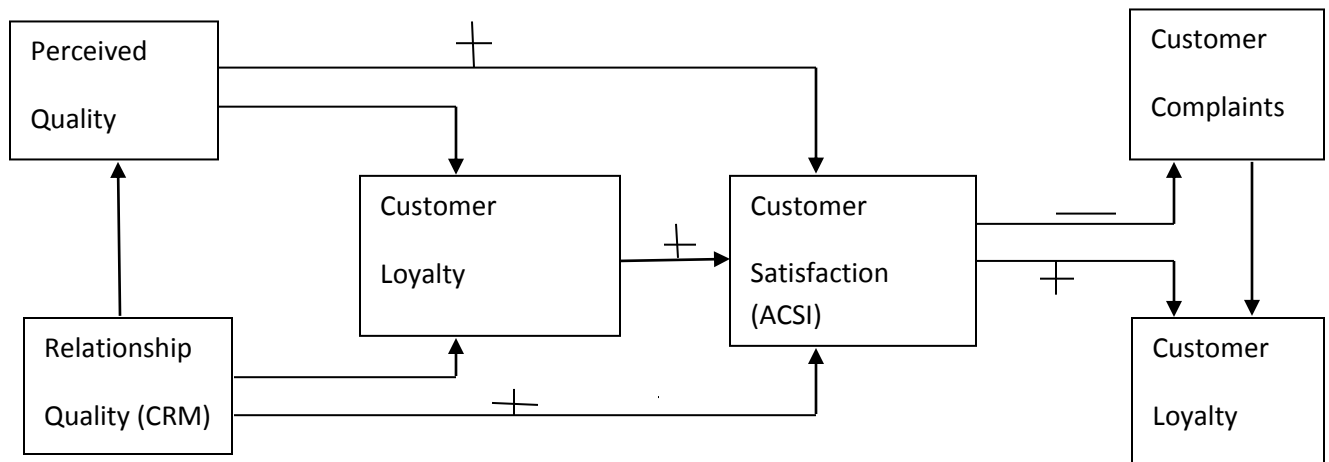 Perceived
Quality
Customer
Complaints
Customer
Loyalty
Customer
Satisfaction
(ACSI)
Relationship
Quality (CRM)
Customer
Loyalty